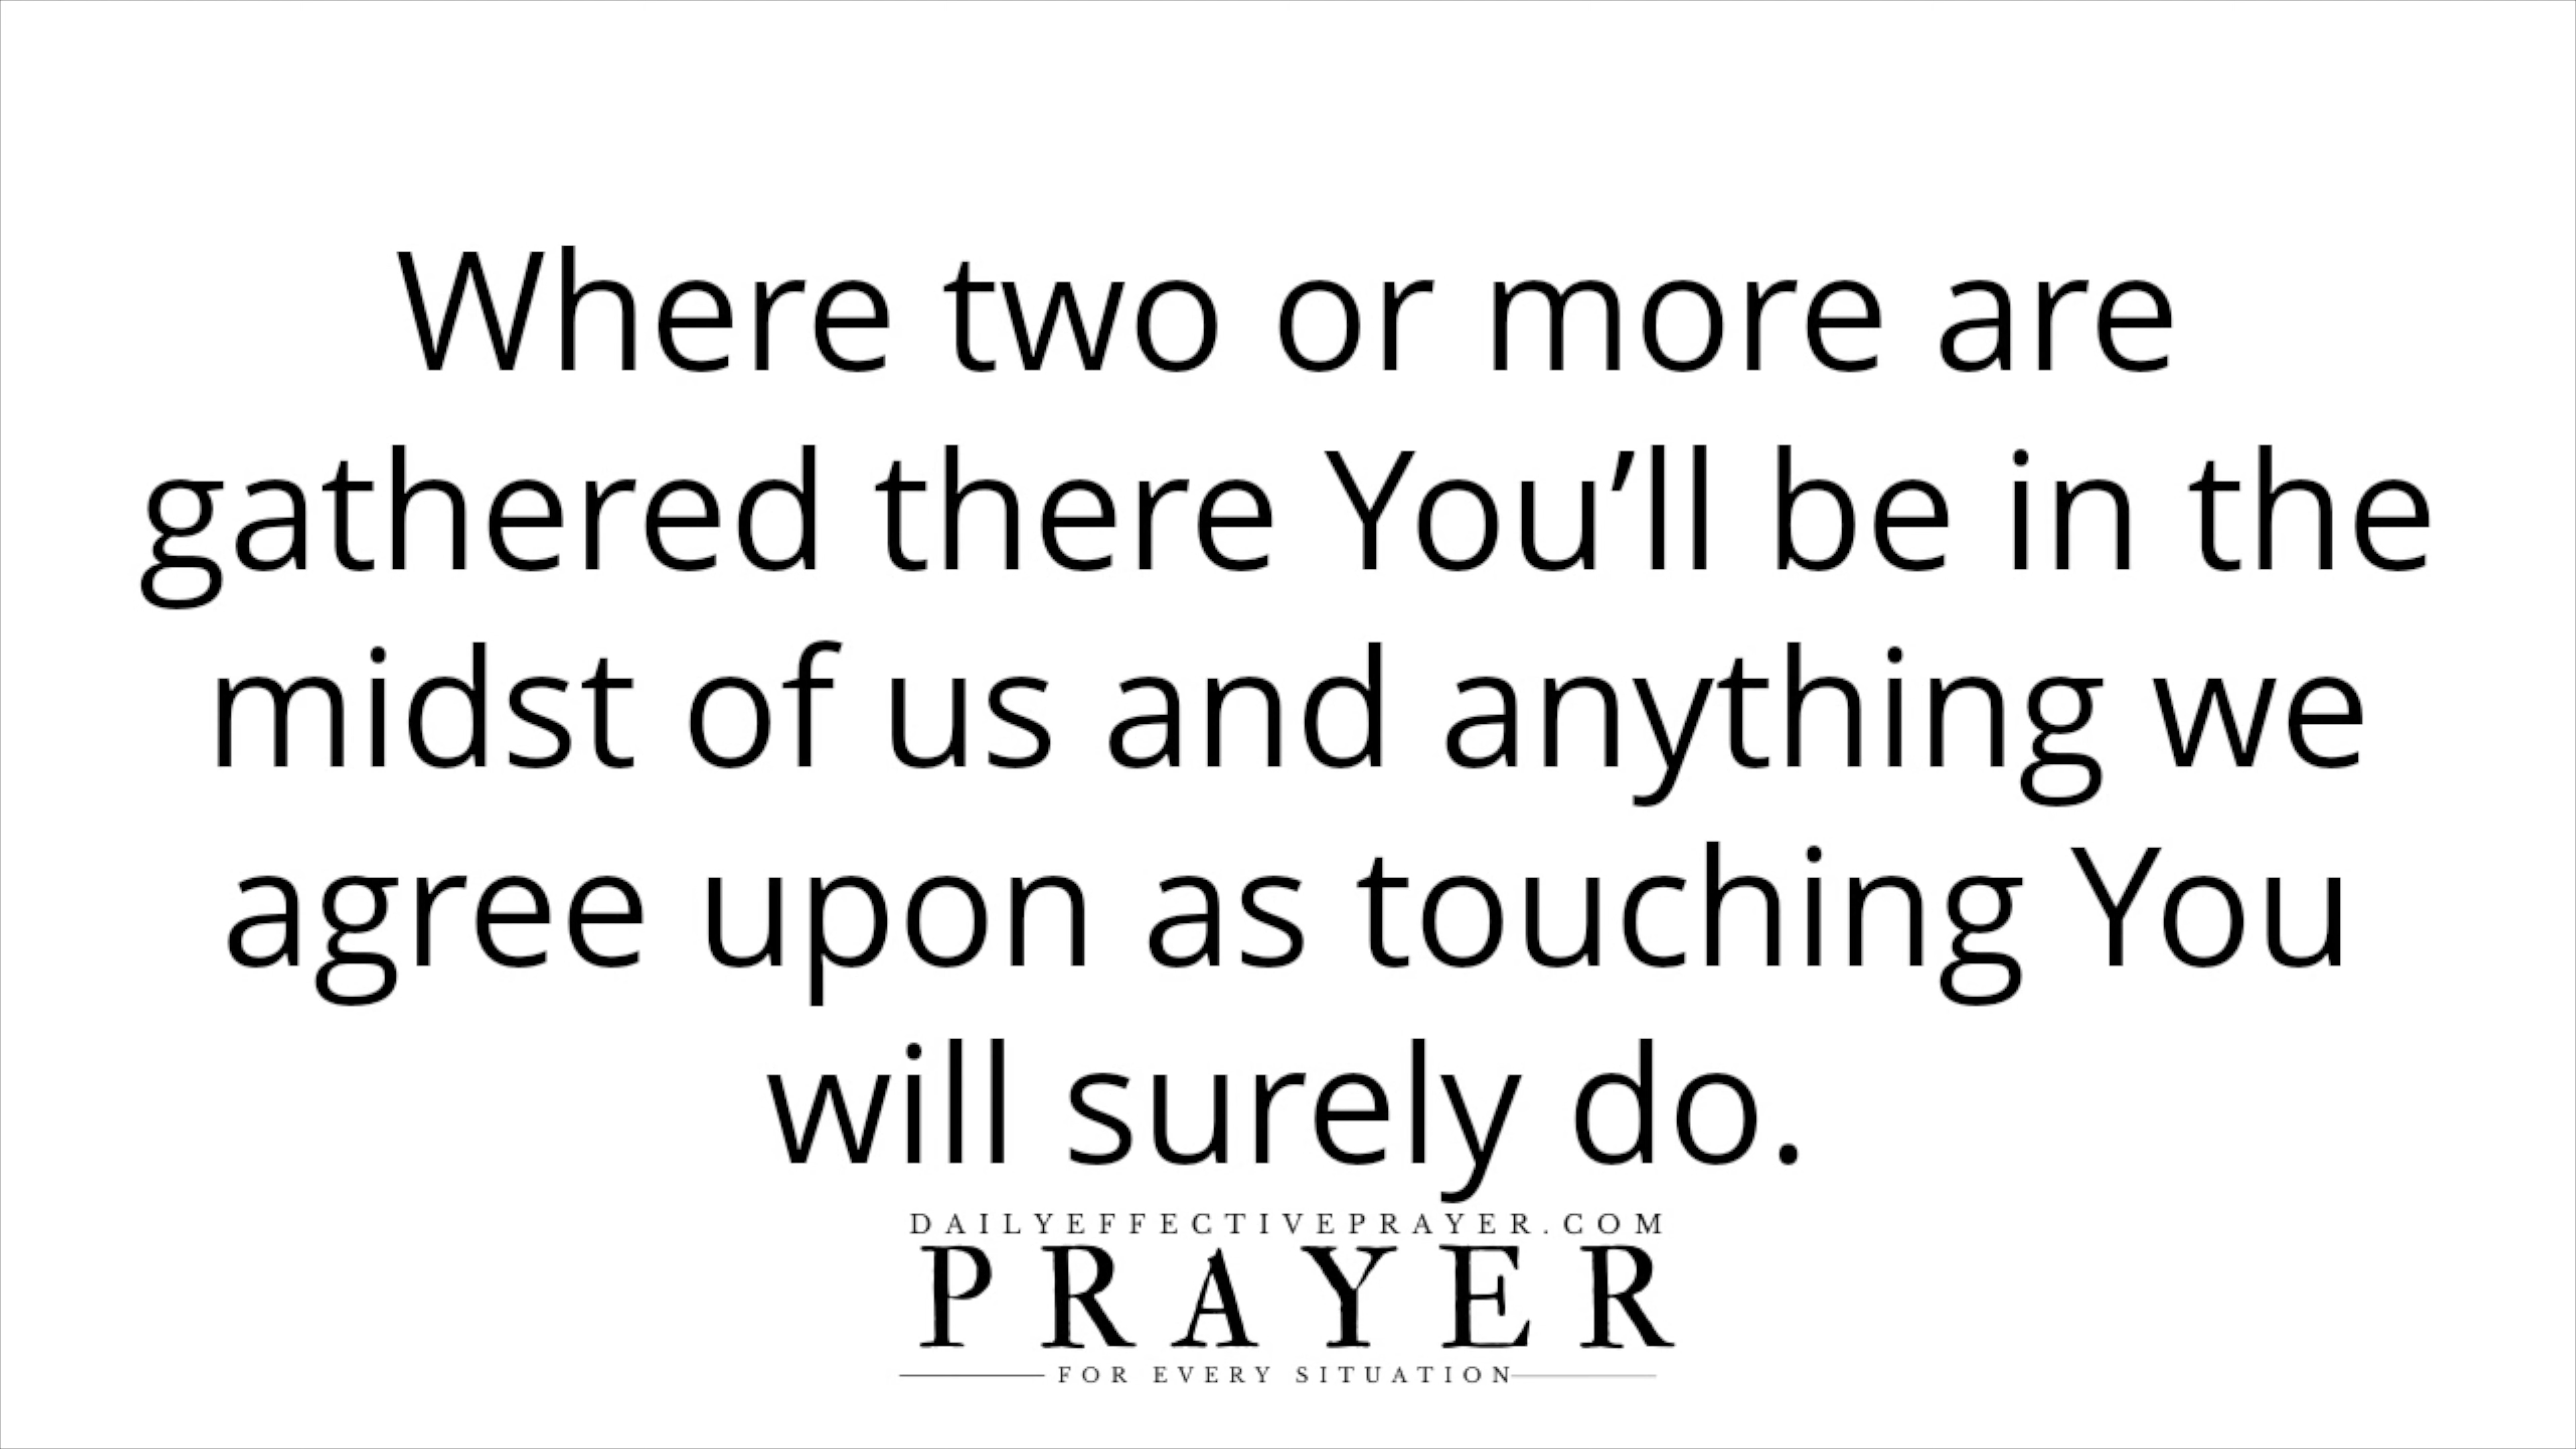 Where two or more are
gathered there You’ll be in the
midst of us and anything we
agree upon as touching You
will surely do.
DAILYEFFECTIVEPRAYER.COM
PRAYER
FOR EVERY SITUATION